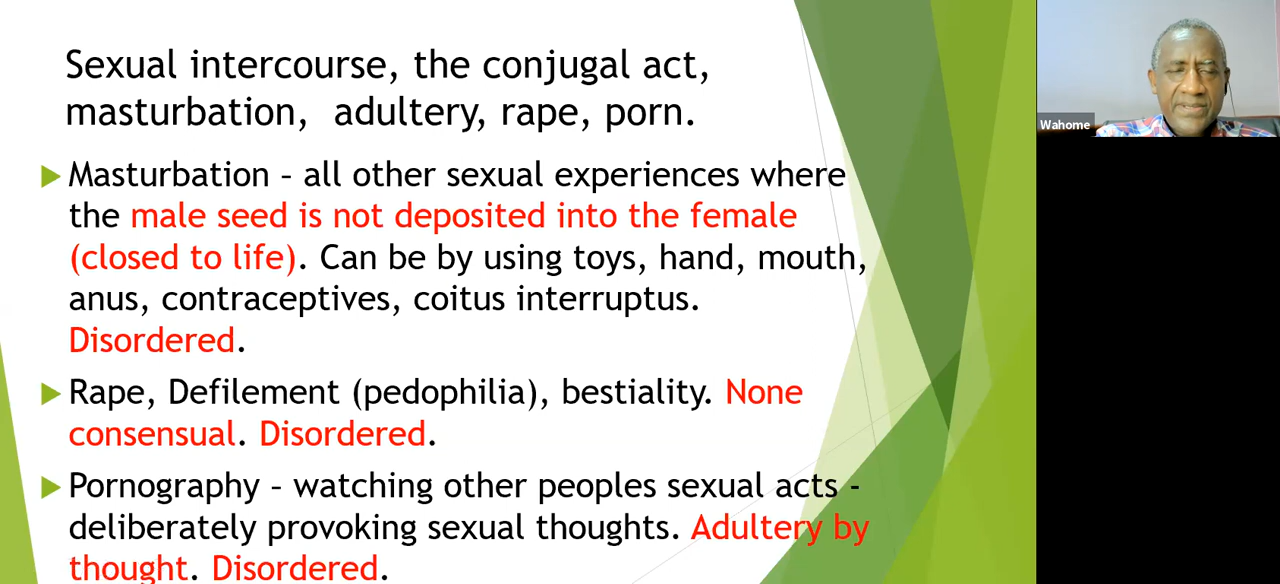 Sexual intercourse, the conjugal act,
masturbation, adultery, rape, porn.
Masturbation – all other sexual experiences where
the male seed is not deposited into the female
(closed to life). Can be by using toys, hand, mouth,
anus, contraceptives, coitus interruptus.
Disordered.
Rape, Defilement (pedophilia), bestiality. None
consensual. Disordered.
Pornography – watching other peoples sexual acts -
deliberately provoking sexual thoughts. Adultery by
thought. Disordered.
Wahome